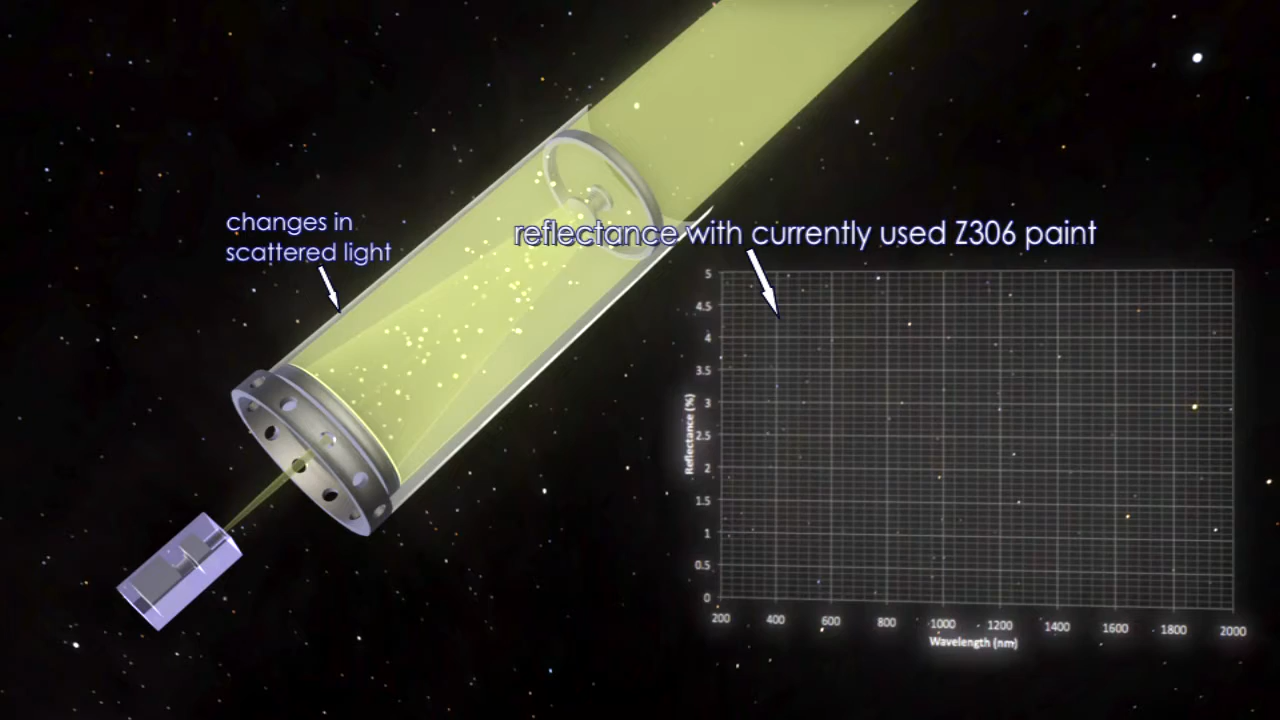 changes in
scattered light
reflectance with currently used Z306 paint
5
4.5
4
3.5
3
2.5
2
1.5
1
0.5
0
Reflectance (%)
200 400 600 800 1000 1200 1400 1600 1800 2000
Wavelength (nm)